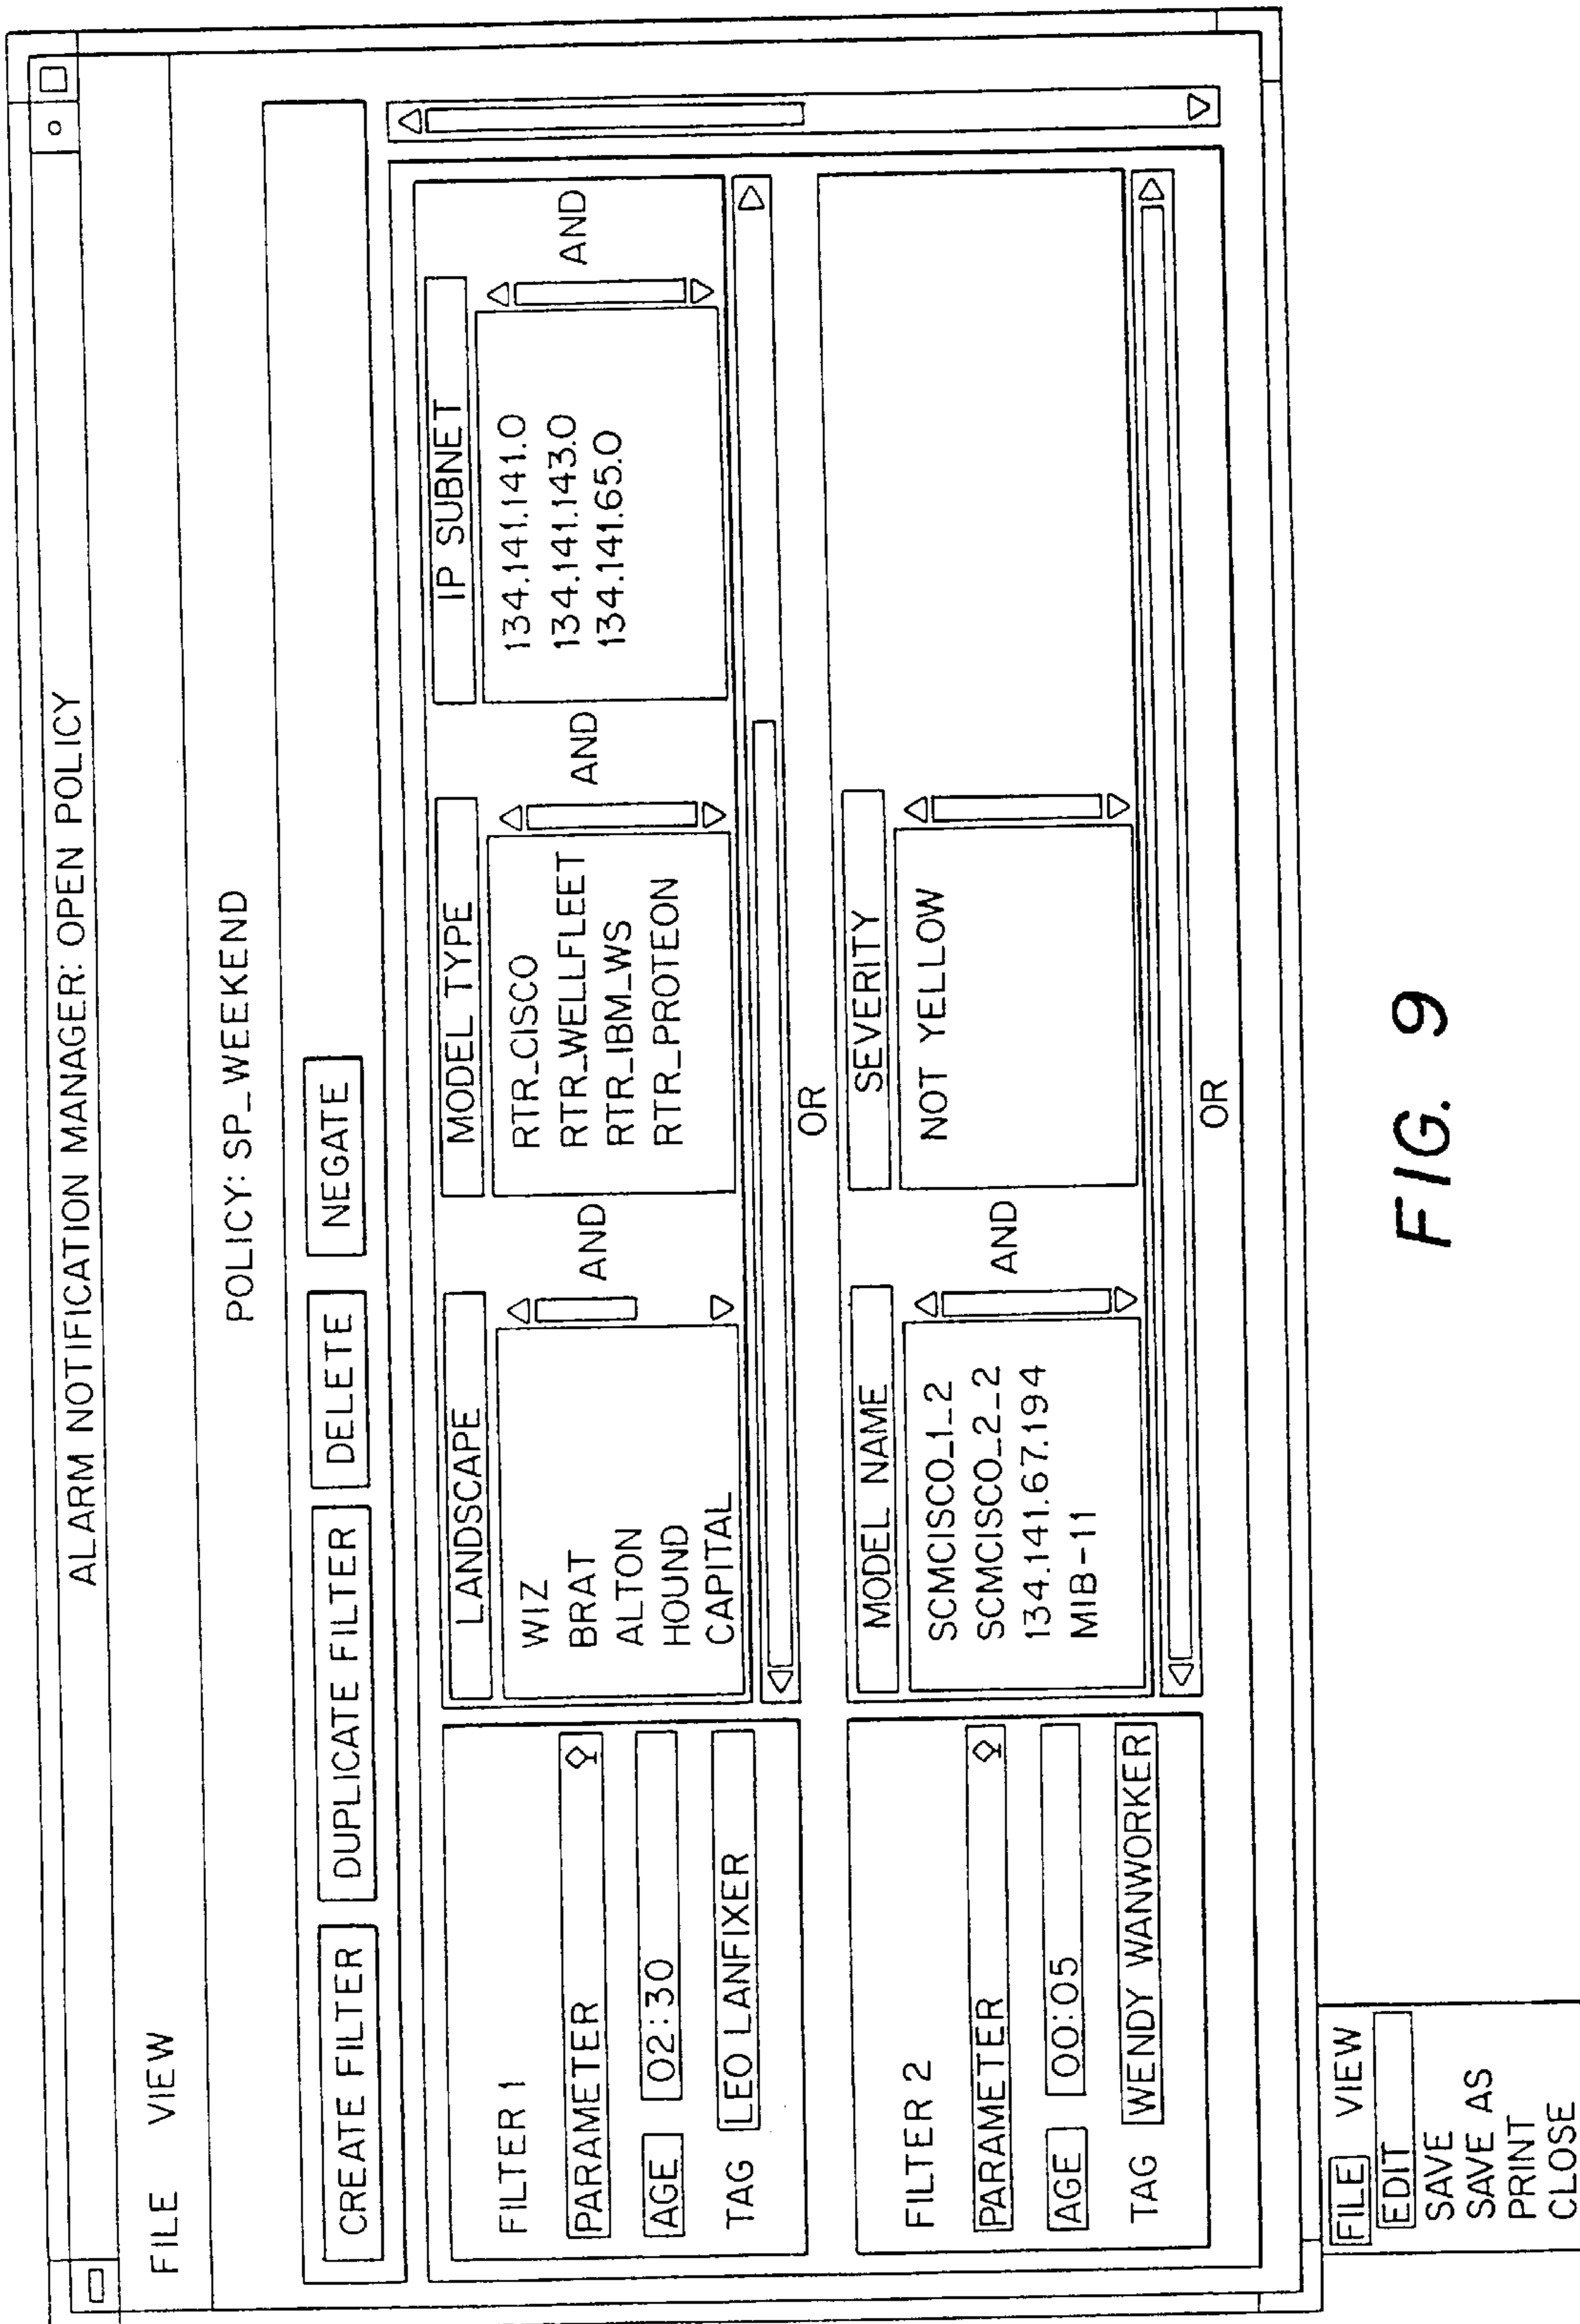 ALARM NOTIFICATION MANAGER: OPEN POLICY
FILE VIEW
POLICY: SP_WEEKEND
CREATE FILTER DUPLICATE FILTER DELETE NEGATE
FILTER 1
PARAMETER
AGE 02:30
TAG LEO LANFIXER
LANDSCAPE
WIZ
BRAT
ALTON
HOUND
CAPITAL
AND
MODEL TYPE
RTR_CISCO
RTR_WELLFLEET
RTR_IBM_WS
RTR_PROTEON
AND
IP SUBNET
134.141.141.0
134.141.143.0
134.141.65.0
AND
OR
FILTER 2
PARAMETER
AGE 00:05
TAG WENDY WANWORKER
MODEL NAME
SCMCISCO_1_2
SCMCISCO_2_2
134.141.67.194
MIB-11
AND
SEVERITY
NOT YELLOW
OR
FILE VIEW
EDIT
SAVE
SAVE AS
PRINT
CLOSE
FIG. 9